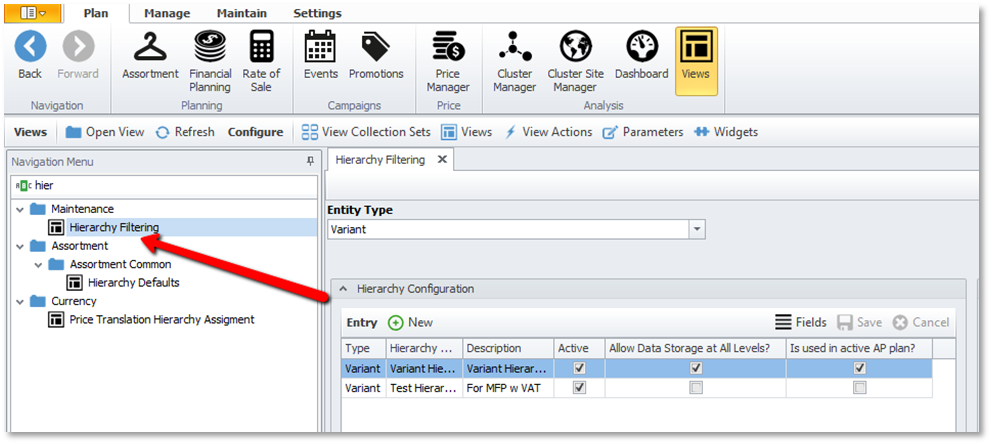 Plan Manage Maintain Settings
Back Forward Assortment Financial Planning Rate of Sale Events Promotions Price Manager Cluster Manager Cluster Site Manager Dashboard Views
Navigation Planning Campaigns Price Analysis
Views Open View Refresh Configure View Collection Sets Views View Actions Parameters Widgets
Navigation Menu
hier
Maintenance
Hierarchy Filtering
Assortment
Assortment Common
Hierarchy Defaults
Currency
Price Translation Hierarchy Assigment
Hierarchy Filtering
Entity Type
Variant
Hierarchy Configuration
Entry New Fields Save Cancel
Type Hierarchy ... Description Active Allow Data Storage at All Levels? Is used in active AP plan?
Variant Variant Hie... Variant Hierar...
Variant Test Hierar... For MFP w VAT